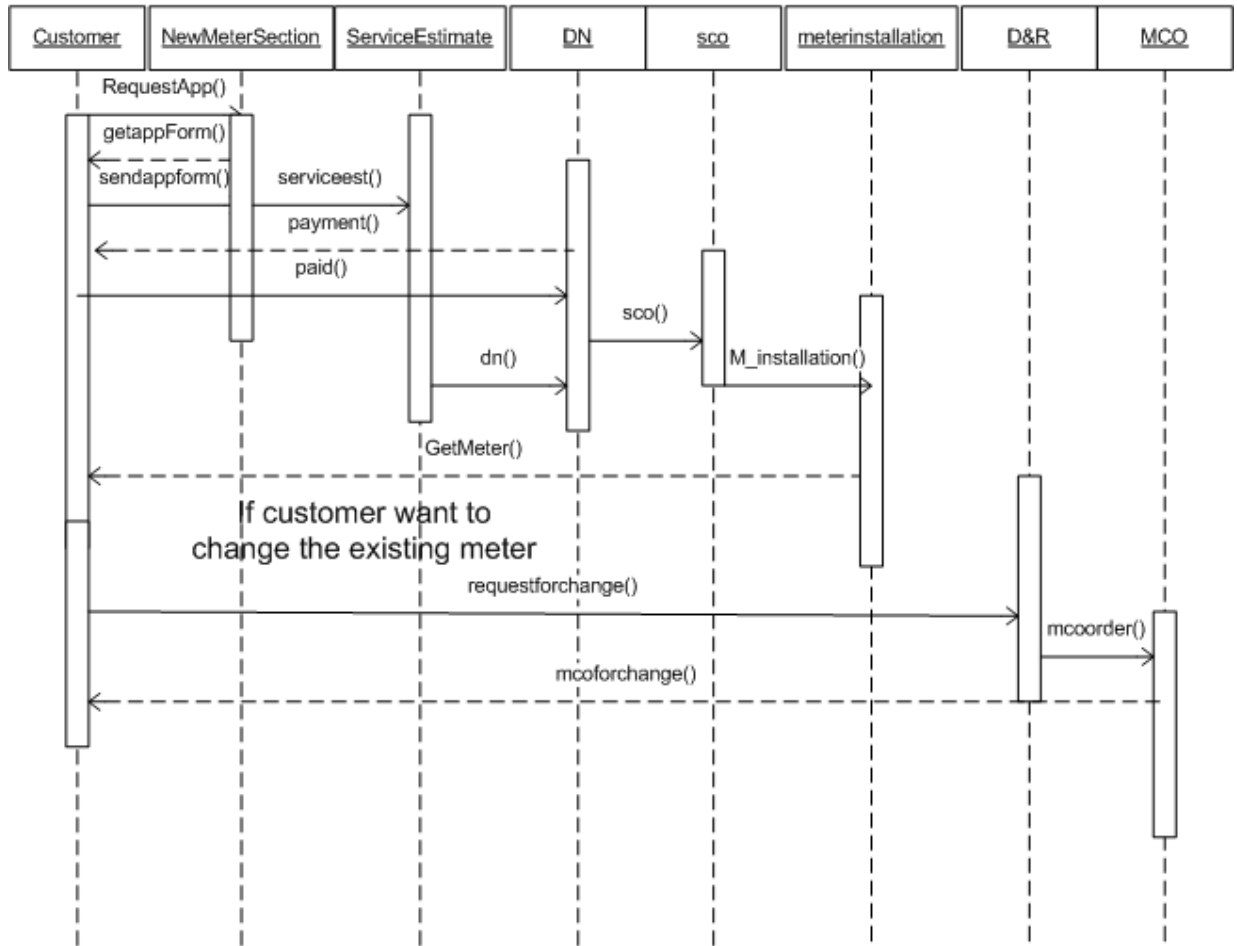 Customer
NewMeterSection
ServiceEstimate
DN
sco
meterinstallation
D&R
MCO
RequestApp()
getappForm()
sendappform()
serviceest()
payment()
paid()
sco()
dn()
M_installation()
GetMeter()
If customer want to
change the existing meter
requestforchange()
mcoorder()
mcoforchange()